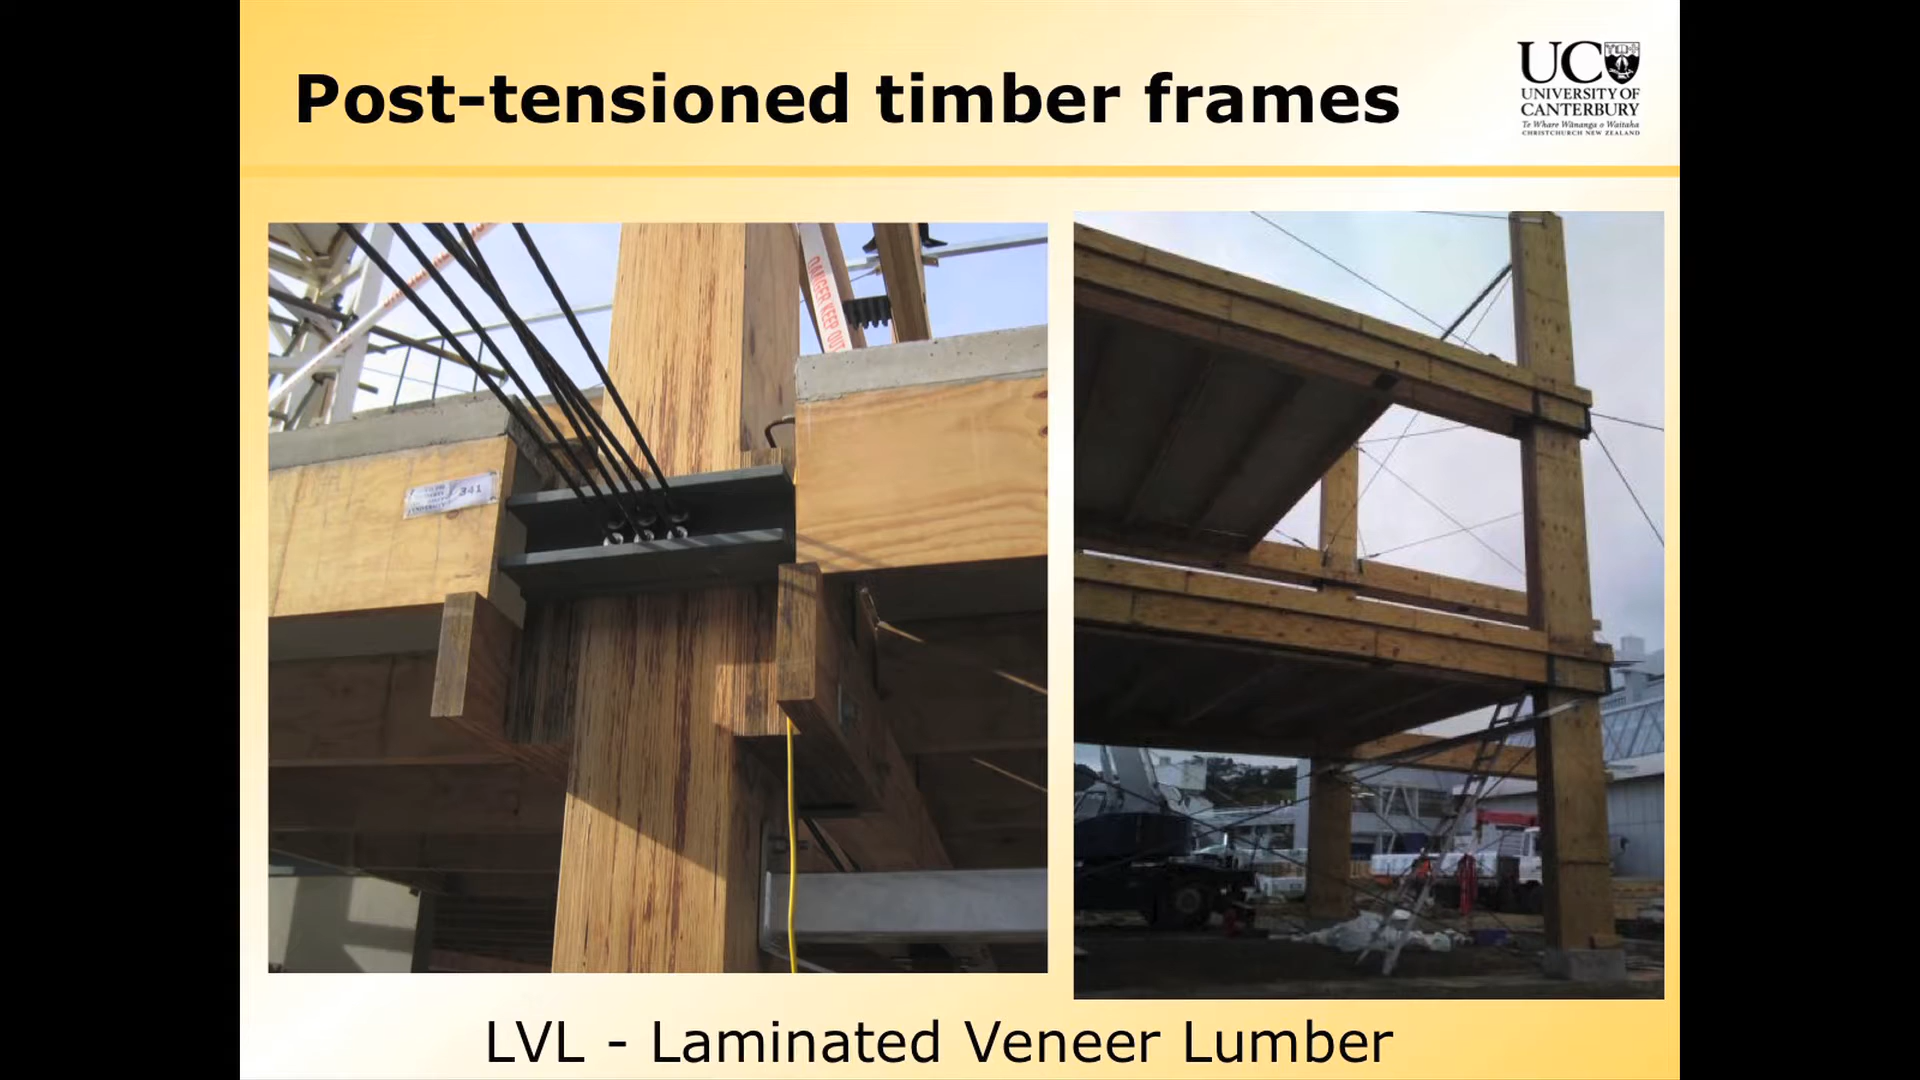 Post-tensioned timber frames
UC
UNIVERSITY OF
CANTERBURY
Te Whare Wānanga o Waitaha
CHRISTCHURCH NEW ZEALAND
DANGER KEEP OUT
341
LVL - Laminated Veneer Lumber